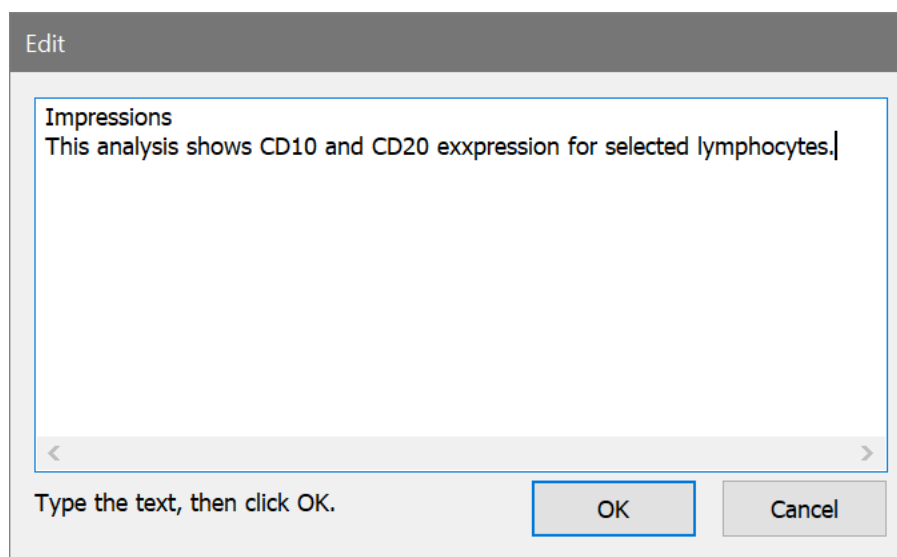 Edit
Impressions
This analysis shows CD10 and CD20 exxpression for selected lymphocytes.
Type the text, then click OK.
OK
Cancel